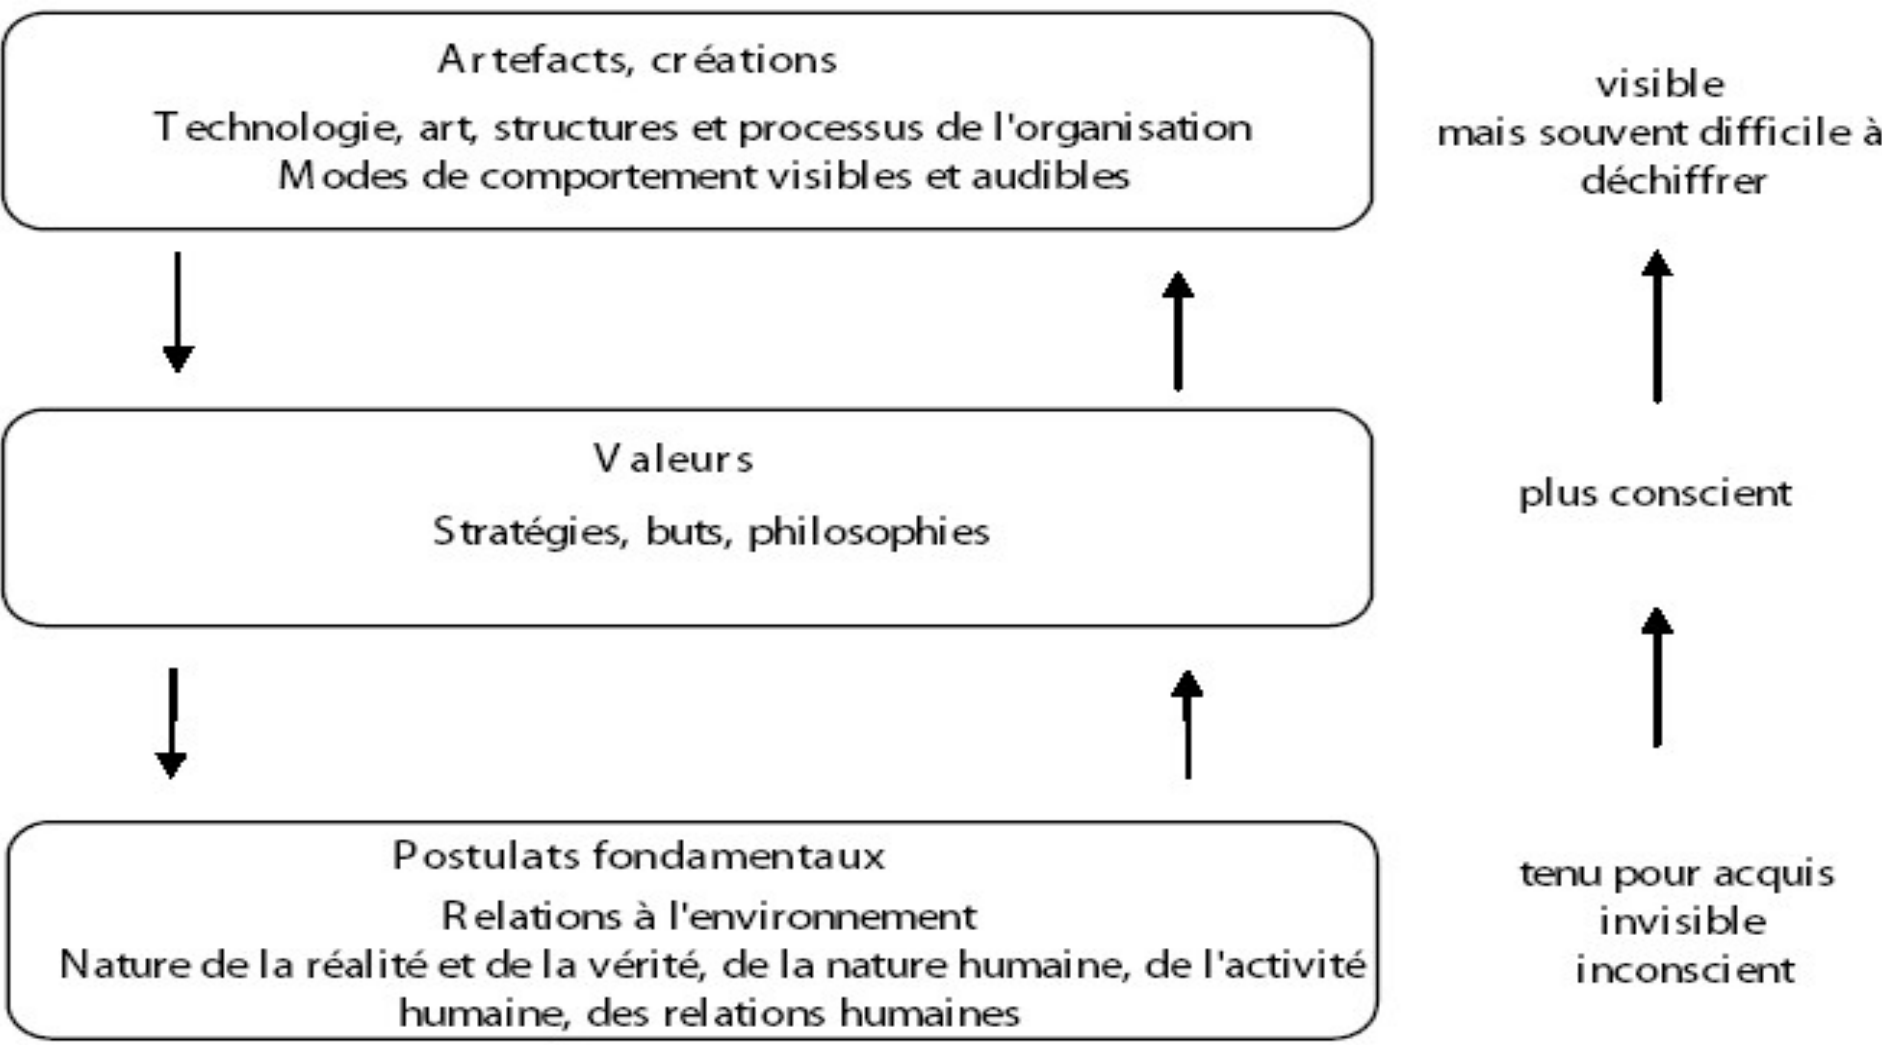 Artefacts, créations
Technologie, art, structures et processus de l'organisation
Modes de comportement visibles et audibles
visible
mais souvent difficile à
déchiffrer
Valeurs
Stratégies, buts, philosophies
plus conscient
Postulats fondamentaux
Relations à l'environnement
Nature de la réalité et de la vérité, de la nature humaine, de l'activité
humaine, des relations humaines
tenu pour acquis
invisible
inconscient